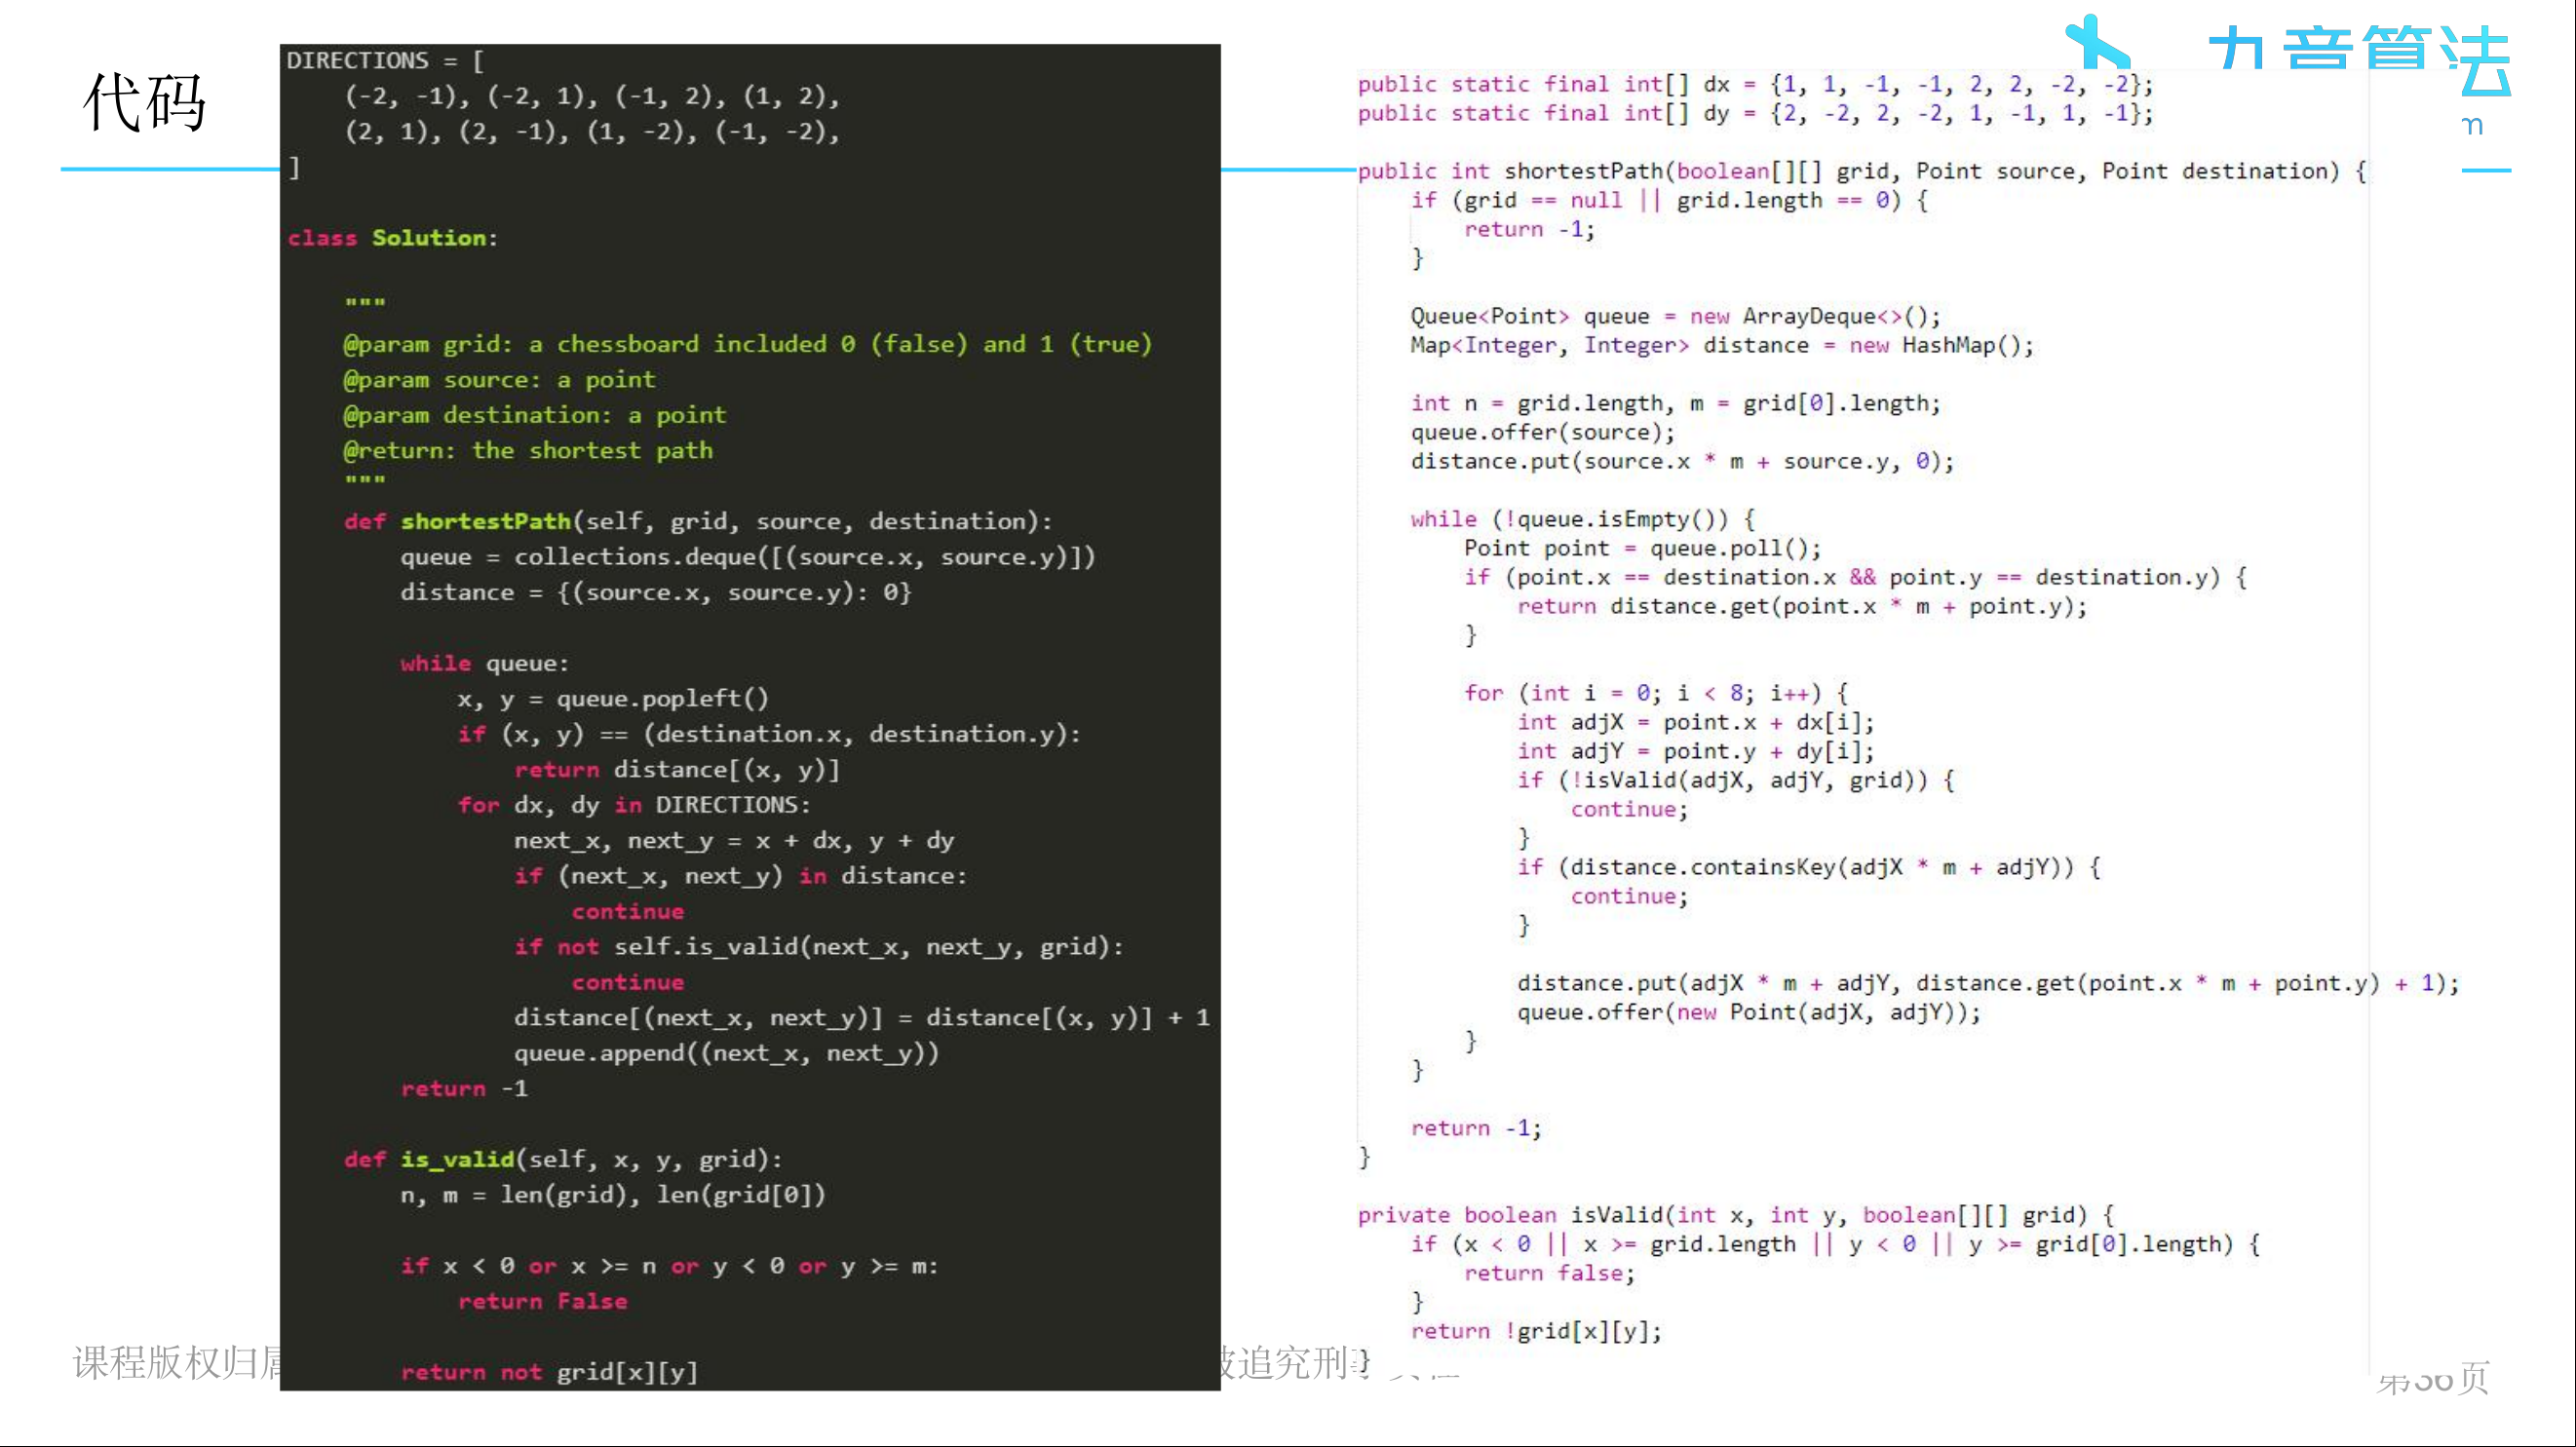 代码
DIRECTIONS = [
    (-2, -1), (-2, 1), (-1, 2), (1, 2),
    (2, 1), (2, -1), (1, -2), (-1, -2),
]
class Solution:
    """
    @param grid: a chessboard included 0 (false) and 1 (true)
    @param source: a point
    @param destination: a point
    @return: the shortest path
    """
    def shortestPath(self, grid, source, destination):
        queue = collections.deque([(source.x, source.y)])
        distance = {(source.x, source.y): 0}
        while queue:
            x, y = queue.popleft()
            if (x, y) == (destination.x, destination.y):
                return distance[(x, y)]
            for dx, dy in DIRECTIONS:
                next_x, next_y = x + dx, y + dy
                if (next_x, next_y) in distance:
                    continue
                if not self.is_valid(next_x, next_y, grid):
                    continue
                distance[(next_x, next_y)] = distance[(x, y)] + 1
                queue.append((next_x, next_y))
        return -1
    def is_valid(self, x, y, grid):
        n, m = len(grid), len(grid[0])
        if x < 0 or x >= n or y < 0 or y >= m:
            return False
        return not grid[x][y]
public static final int[] dx = {1, 1, -1, -1, 2, 2, -2, -2};
public static final int[] dy = {2, -2, 2, -2, 1, -1, 1, -1};
public int shortestPath(boolean[][] grid, Point source, Point destination) {
    if (grid == null || grid.length == 0) {
        return -1;
    }
    Queue<Point> queue = new ArrayDeque<>();
    Map<Integer, Integer> distance = new HashMap();
    int n = grid.length, m = grid[0].length;
    queue.offer(source);
    distance.put(source.x * m + source.y, 0);
    while (!queue.isEmpty()) {
        Point point = queue.poll();
        if (point.x == destination.x && point.y == destination.y) {
            return distance.get(point.x * m + point.y);
        }
        for (int i = 0; i < 8; i++) {
            int adjX = point.x + dx[i];
            int adjY = point.y + dy[i];
            if (!isValid(adjX, adjY, grid)) {
                continue;
            }
            if (distance.containsKey(adjX * m + adjY)) {
                continue;
            }
            distance.put(adjX * m + adjY, distance.get(point.x * m + point.y) + 1);
            queue.offer(new Point(adjX, adjY));
        }
    }
    return -1;
}
private boolean isValid(int x, int y, boolean[][] grid) {
    if (x < 0 || x >= grid.length || y < 0 || y >= grid[0].length) {
        return false;
    }
    return !grid[x][y];
}
课程版权归
追究刑
第36页